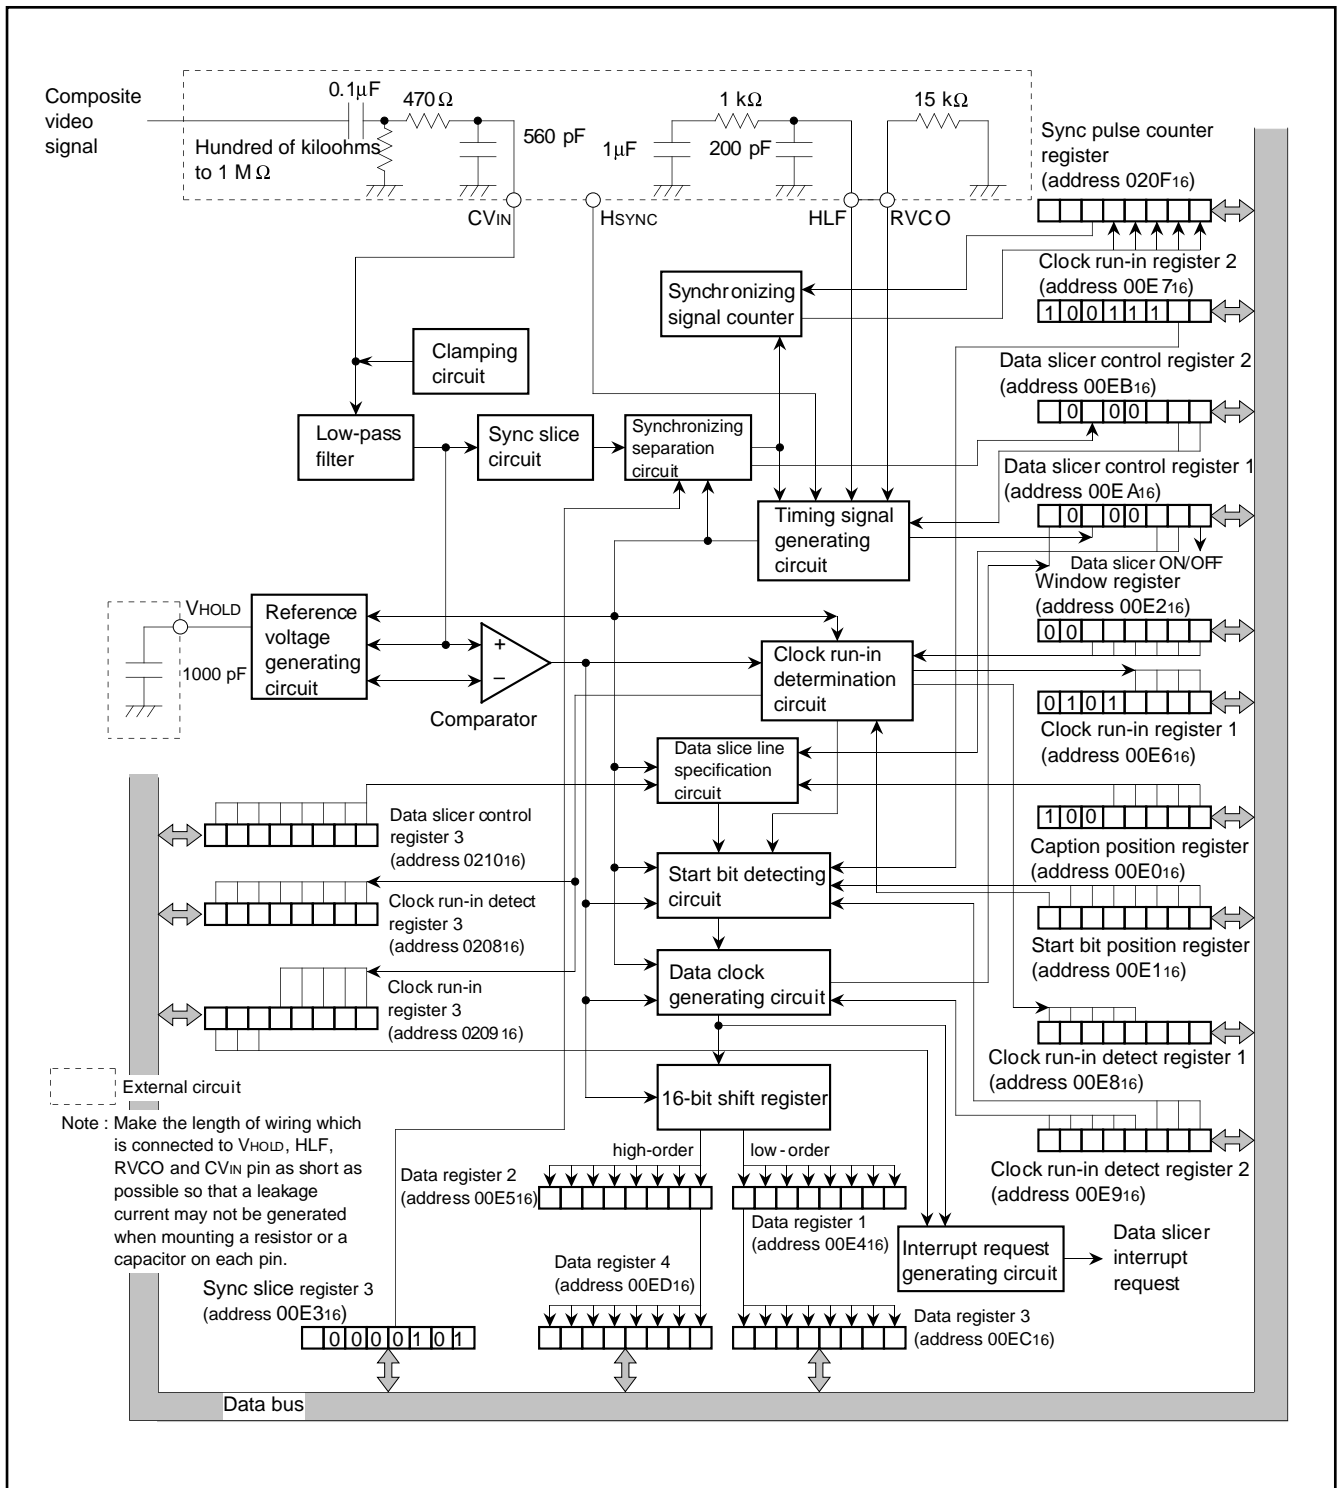 Composite
video
signal
0.1µF
470Ω
Hundred of kiloohms
to 1 MΩ
560 pF
1µF
1 kΩ
200 pF
15 kΩ
CVIN
HSYNC
HLF
RVCO
Sync pulse counter
register
(address 020F16)
Synchronizing
signal counter
Clock run-in register 2
(address 00E716)
1 0 0 1 1 1
Clamping
circuit
Data slicer control register 2
(address 00EB16)
0 0 0
Low-pass
filter
Sync slice
circuit
Synchronizing
separation
circuit
Data slicer control register 1
(address 00EA16)
0 0 0
Timing signal
generating
circuit
Data slicer ON/OFF
Window register
(address 00E216)
0 0
VHOLD
1000 pF
Reference
voltage
generating
circuit
+
–
Comparator
Clock run-in
determination
circuit
0 1 0 1
Clock run-in register 1
(address 00E616)
Data slice line
specification
circuit
Data slicer control
register 3
(address 021016)
1 0 0
Caption position register
(address 00E016)
Start bit detecting
circuit
Clock run-in detect
register 3
(address 020816)
Start bit position register
(address 00E116)
Data clock
generating circuit
Clock run-in
register 3
(address 020916)
Clock run-in detect register 1
(address 00E816)
External circuit
Note : Make the length of wiring which
is connected to VHOLD, HLF,
RVCO and CVIN pin as short as
possible so that a leakage
current may not be generated
when mounting a resistor or a
capacitor on each pin.
16-bit shift register
high-order
low-order
Clock run-in detect register 2
(address 00E916)
Data register 2
(address 00E516)
Data register 1
(address 00E416)
Interrupt request
generating circuit
Data slicer
interrupt
request
Data register 4
(address 00ED16)
Data register 3
(address 00EC16)
Sync slice register 3
(address 00E316)
0 0 0 0 1 0 1
Data bus